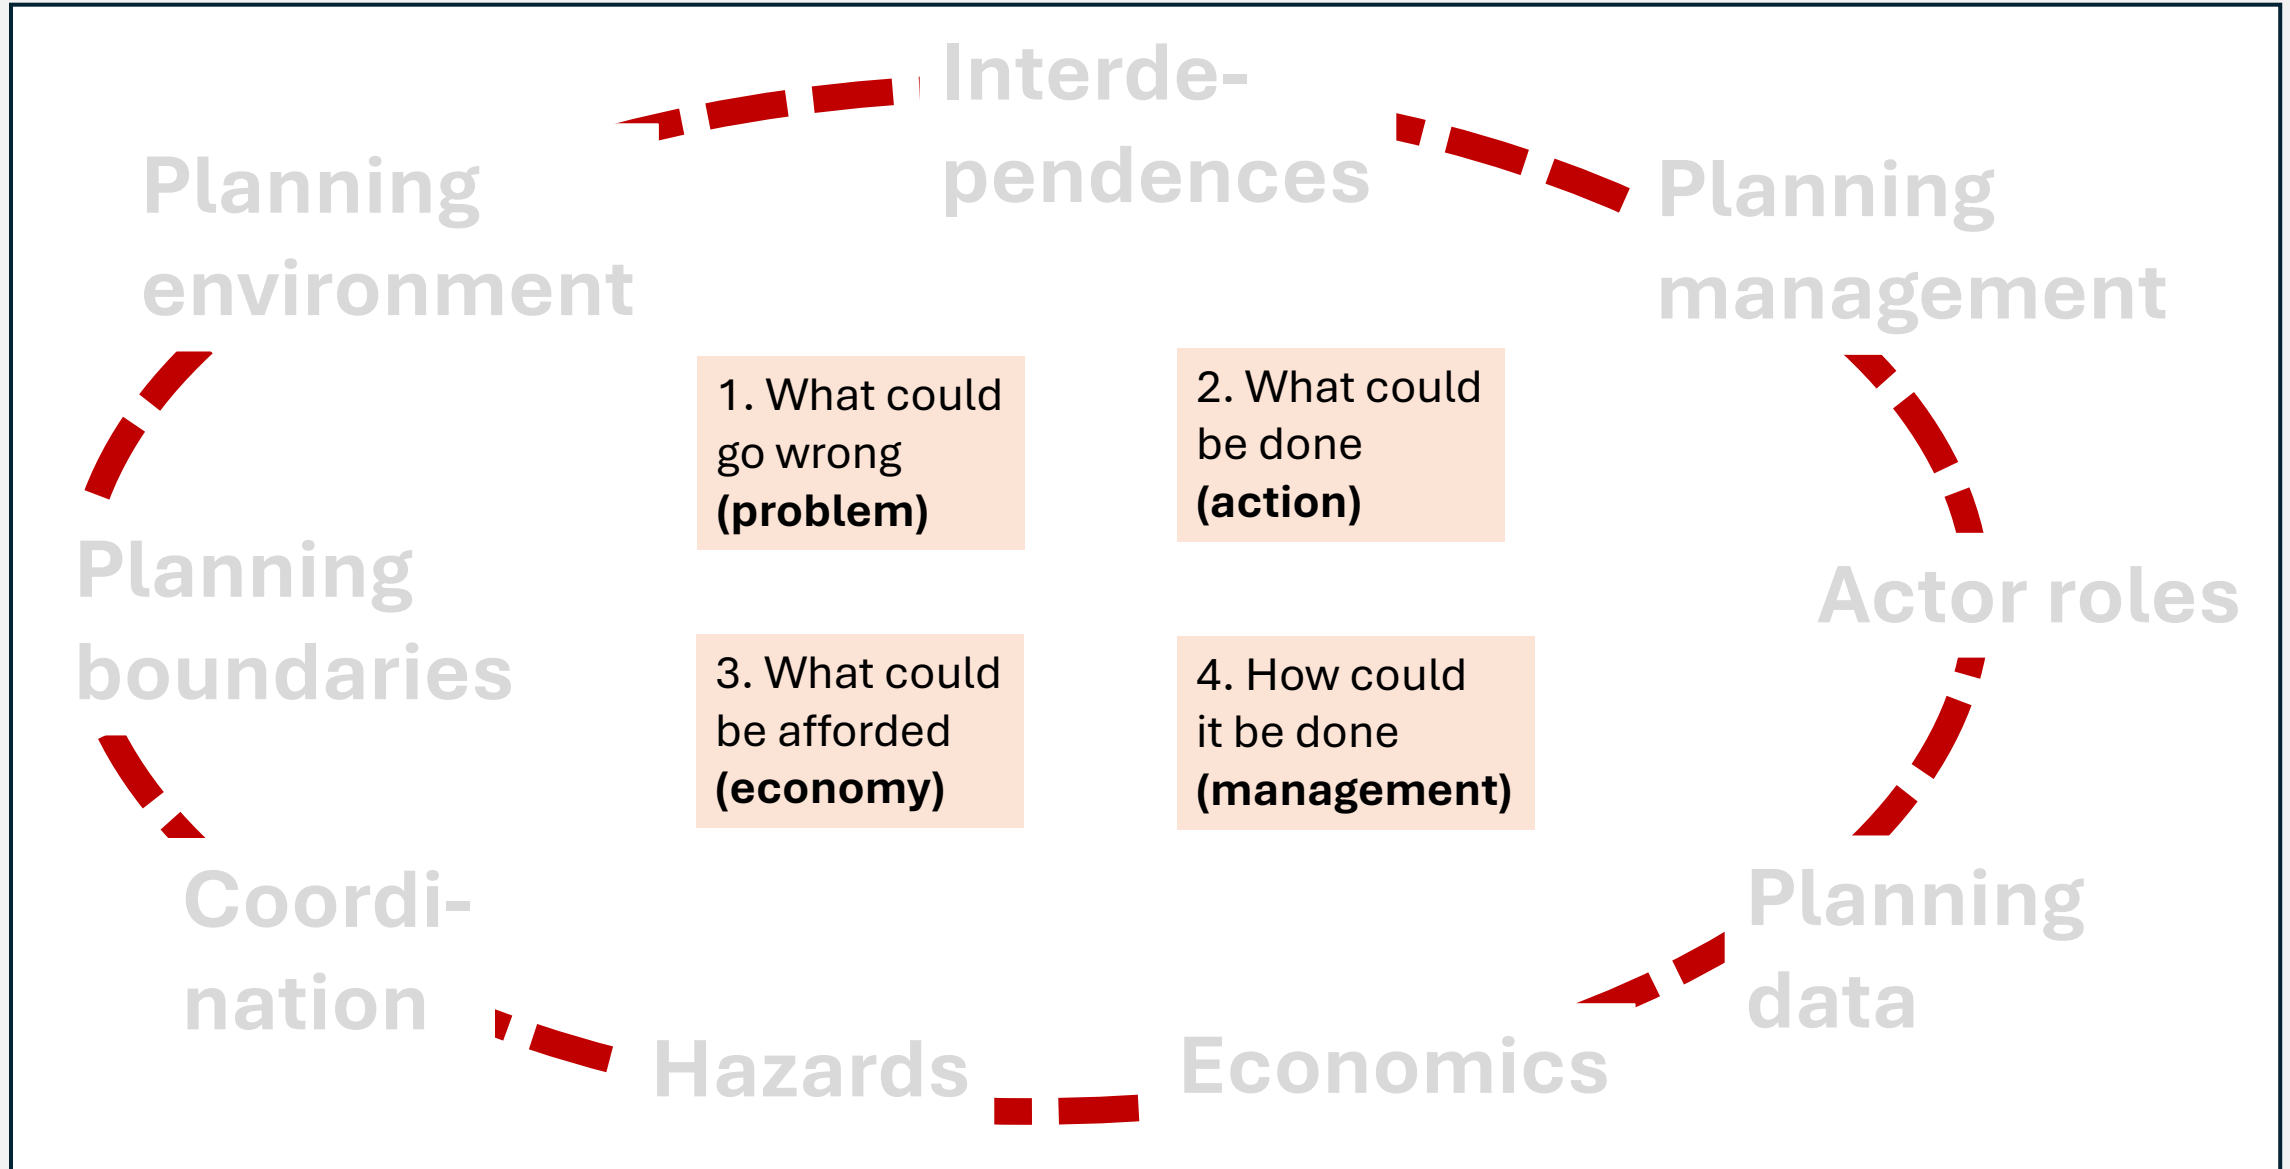 Interde-
pendences
Planning
environment
Planning
management
1. What could
go wrong
(problem)
2. What could
be done
(action)
Planning
boundaries
Actor roles
3. What could
be afforded
(economy)
4. How could
it be done
(management)
Coordi-
nation
Planning
data
Hazards
Economics